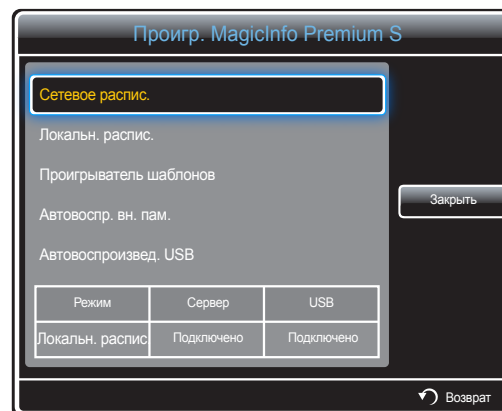 Проигр. MagicInfo Premium S
Сетевое распис.
Локальн. распис.
Проигрыватель шаблонов
Автовоспр. вн. пам.
Автовоспроизвед. USB
Закрыть
Режим Сервер USB
Локальн. распис Подключено Подключено
Возврат